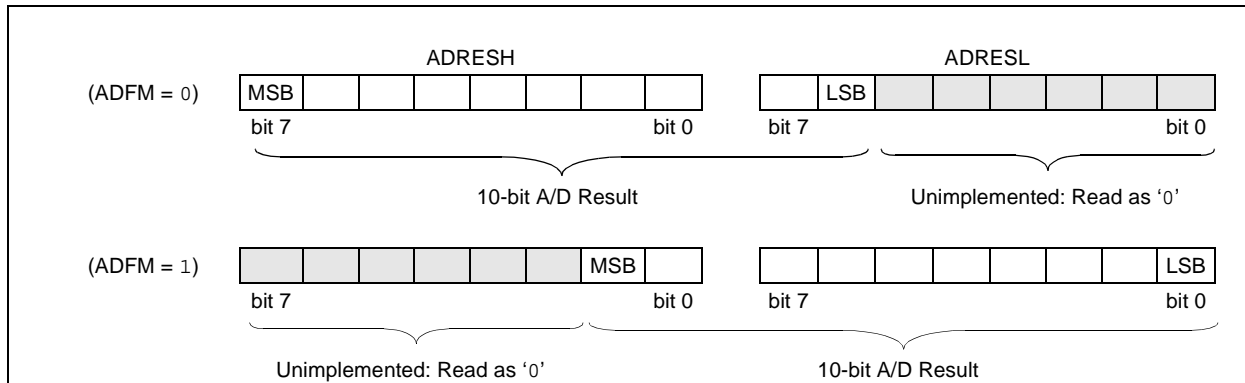 ADRESH ADRESL
(ADFM = 0) MSB LSB
bit 7 bit 0 bit 7 bit 0
10-bit A/D Result Unimplemented: Read as ‘0’
(ADFM = 1) MSB LSB
bit 7 bit 0 bit 7 bit 0
Unimplemented: Read as ‘0’ 10-bit A/D Result